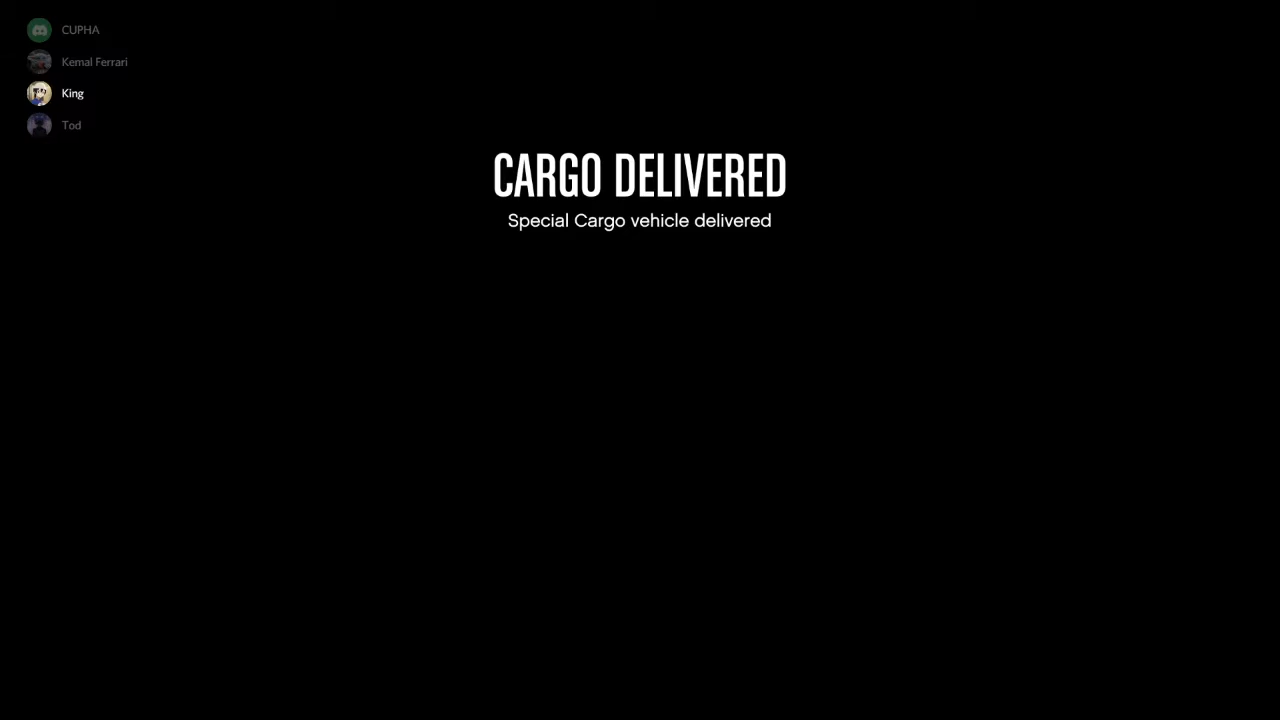 CUPHA
Kemal Ferrari
King
Tod
CARGO DELIVERED
Special Cargo vehicle delivered